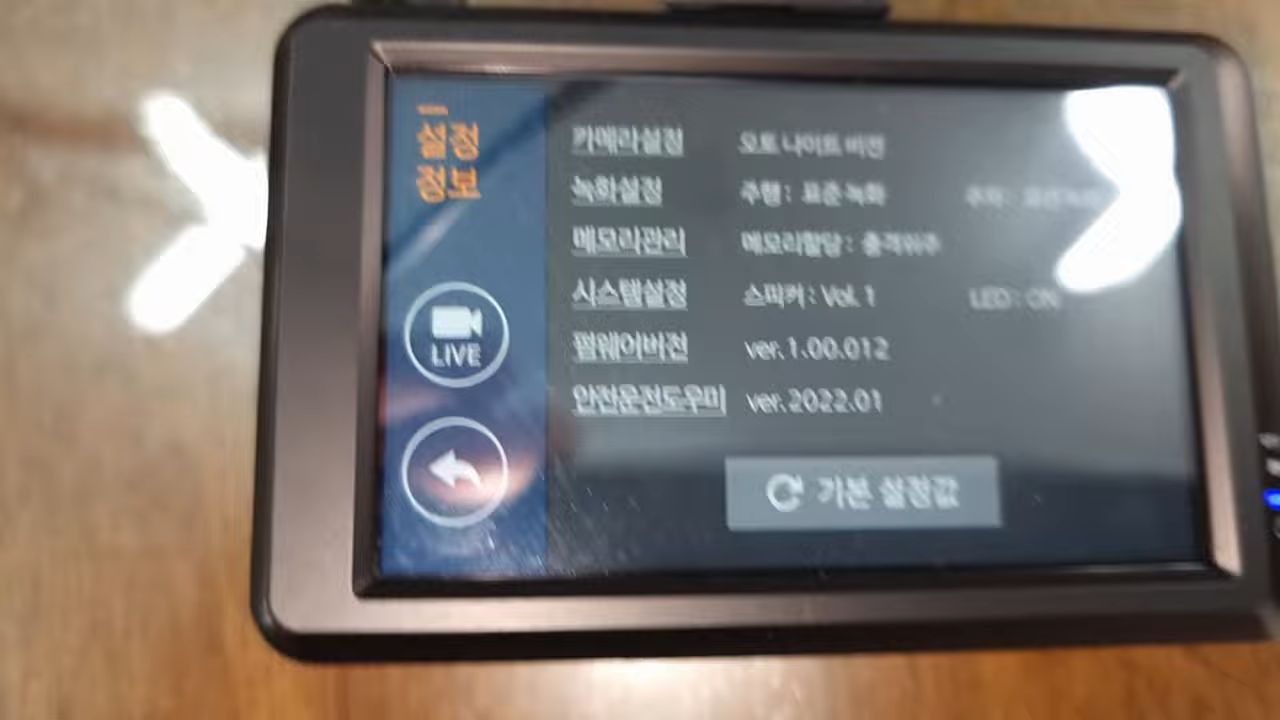 설정
정보
LIVE
카메라설정 오토 나이트 비전
녹화설정 주행 : 표준 녹화
메모리관리 메모리할당 : 충격위주
시스템설정 스피커 : Vol. 1 LED : ON
펌웨어버전 ver.1.00.012
안전운전도우미 ver.2022.01
기본 설정값